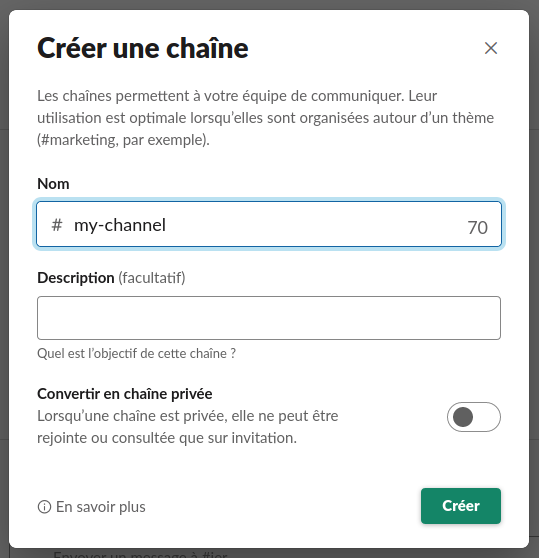 Créer une chaîne
Les chaînes permettent à votre équipe de communiquer. Leur
utilisation est optimale lorsqu’elles sont organisées autour d’un thème
(#marketing, par exemple).
Nom
# my-channel 70
Description (facultatif)
Quel est l’objectif de cette chaîne ?
Convertir en chaîne privée
Lorsqu’une chaîne est privée, elle ne peut être
rejointe ou consultée que sur invitation.
En savoir plus
Créer
Envoyer un message à